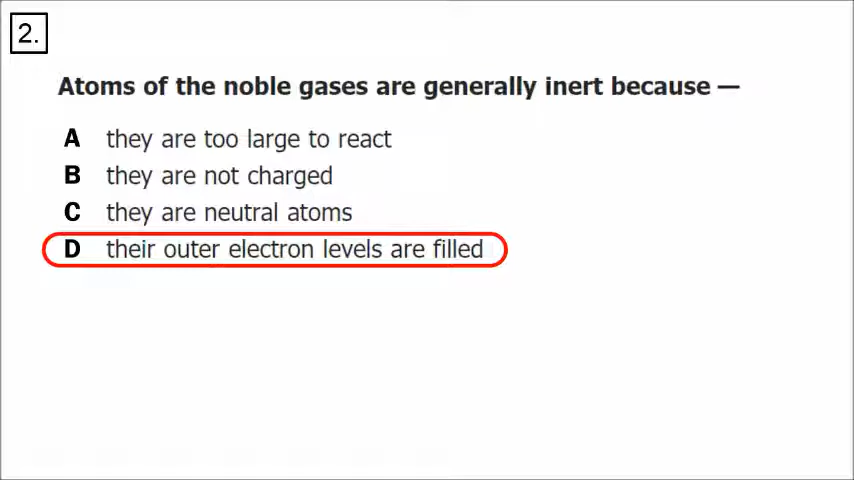 2.
Atoms of the noble gases are generally inert because —
A they are too large to react
B they are not charged
C they are neutral atoms
D their outer electron levels are filled